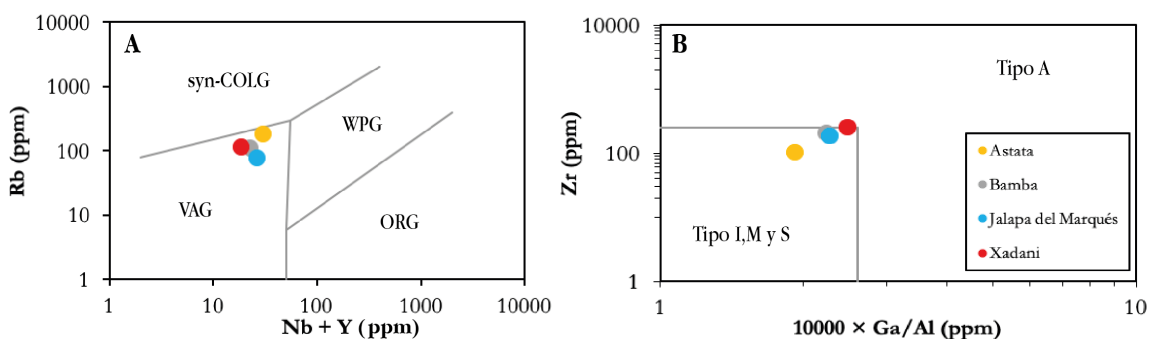 A
10000
1000
100
10
1
Rb (ppm)
syn-COLG
WPG
VAG
ORG
1
10
100
1000
10000
Nb + Y (ppm)
B
10000
100
1
Zr (ppm)
Tipo A
Tipo I,M y S
Astata
Bamba
Jalapa del Marqués
Xadani
1
10
10000 × Ga/Al (ppm)